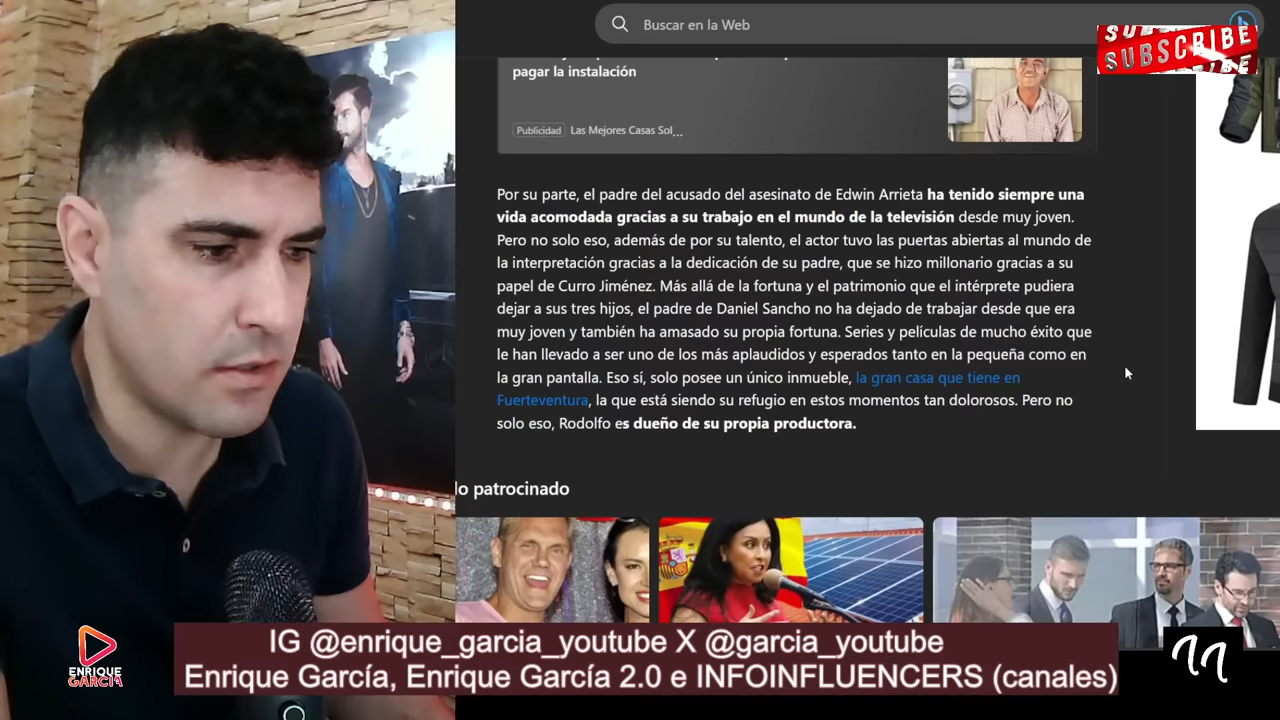 Buscar en la Web
SUBSCRIBE
pagar la instalación
Publicidad Las Mejores Casas Sol...
Por su parte, el padre del acusado del asesinato de Edwin Arrieta ha tenido siempre una
vida acomodada gracias a su trabajo en el mundo de la televisión desde muy joven.
Pero no solo eso, además de por su talento, el actor tuvo las puertas abiertas al mundo de
la interpretación gracias a la dedicación de su padre, que se hizo millonario gracias a su
papel de Curro Jiménez. Más allá de la fortuna y el patrimonio que el intérprete pudiera
dejar a sus tres hijos, el padre de Daniel Sancho no ha dejado de trabajar desde que era
muy joven y también ha amasado su propia fortuna. Series y películas de mucho éxito que
le han llevado a ser uno de los más aplaudidos y esperados tanto en la pequeña como en
la gran pantalla. Eso sí, solo posee un único inmueble, la gran casa que tiene en
Fuerteventura, la que está siendo su refugio en estos momentos tan dolorosos. Pero no
solo eso, Rodolfo es dueño de su propia productora.
lo patrocinado
IG @enrique_garcia_youtube X @garcia_youtube
Enrique García, Enrique García 2.0 e INFOINFLUENCERS (canales)
ENRIQUE
GARCÍA